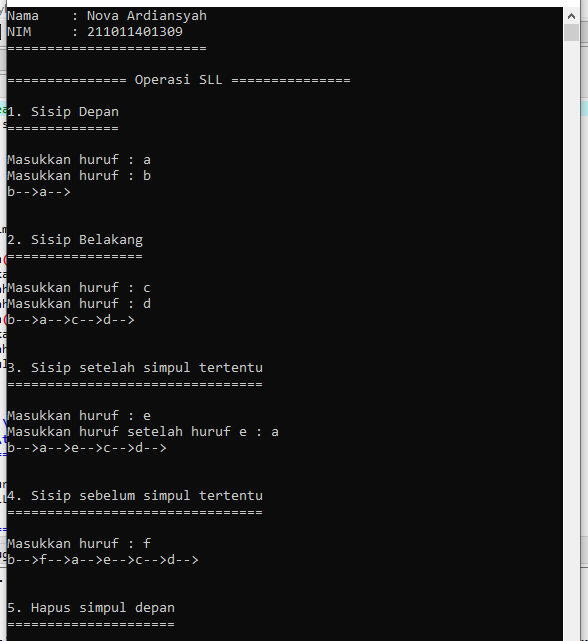 Nama    : Nova Ardiansyah
NIM     : 211011401309
=========================
=============== Operasi SLL ===============
1. Sisip Depan
==============
Masukkan huruf : a
Masukkan huruf : b
b-->a-->
2. Sisip Belakang
=================
Masukkan huruf : c
Masukkan huruf : d
b-->a-->c-->d-->
3. Sisip setelah simpul tertentu
================================
Masukkan huruf : e
Masukkan huruf setelah huruf e : a
b-->a-->e-->c-->d-->
4. Sisip sebelum simpul tertentu
================================
Masukkan huruf : f
b-->f-->a-->e-->c-->d-->
5. Hapus simpul depan
=====================